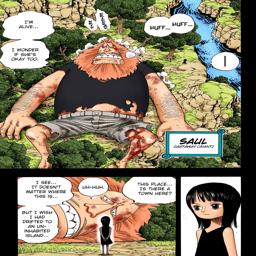 I'M
ALIVE...
I WONDER
IF SHE'S
OKAY TOO.
HUFF...
HUFF...
SAUL
I SEE...
IT DOESN'T
MATTER WHERE
THIS IS...
BUT I WISH
I HAD
DRIFTED TO
AN UN-
INHABITED
ISLAND...
UH-HUH.
THIS PLACE...
IS THERE A
TOWN HERE?